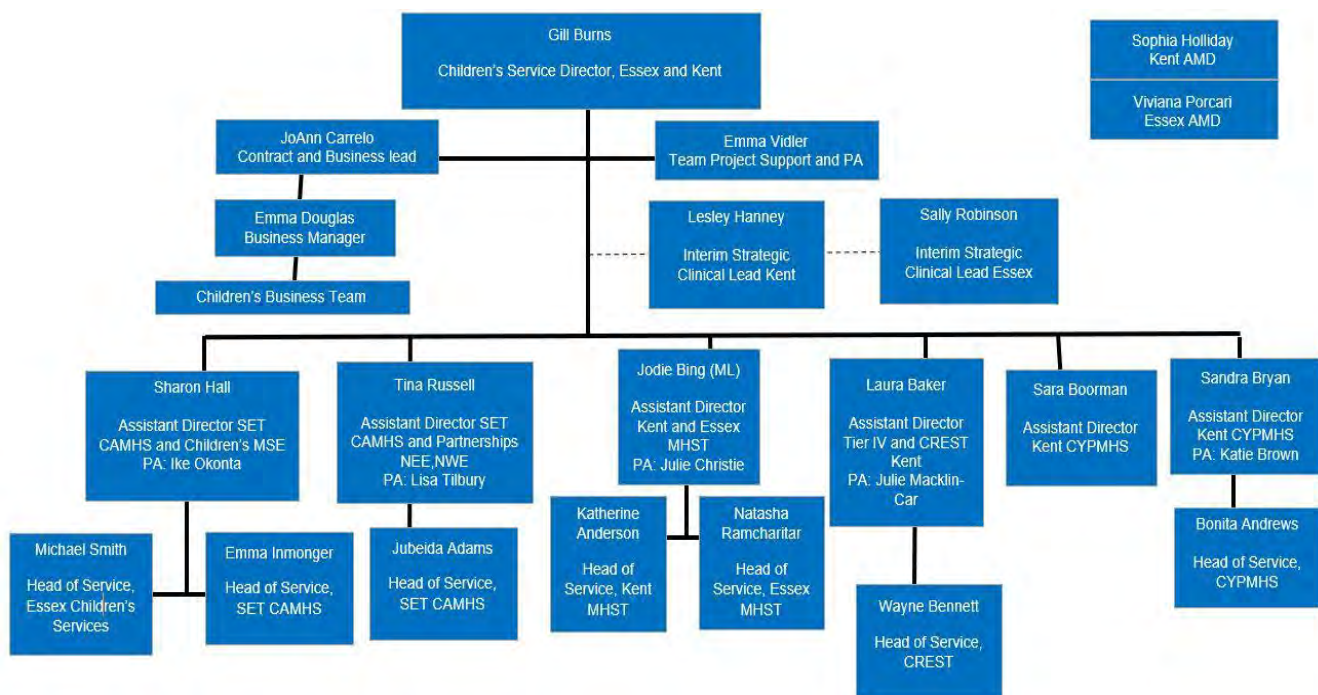 Gill Burns
Children's Service Director, Essex and Kent
Sophia Holliday
Kent AMD
Viviana Porcari
Essex AMD
JoAnn Carrelo
Contract and Business lead
Emma Vidler
Team Project Support and PA
Emma Douglas
Business Manager
Children's Business Team
Lesley Hanney
Interim Strategic
Clinical Lead Kent
Sally Robinson
Interim Strategic
Clinical Lead Essex
Sharon Hall
Assistant Director SET
CAMHS and Children's MSE
PA: Ike Okonta
Tina Russell
Assistant Director SET
CAMHS and Partnerships
NEE,NWE
PA: Lisa Tilbury
Jodie Bing (ML)
Assistant Director
Kent and Essex
MHST
PA: Julie Christie
Laura Baker
Assistant Director
Tier IV and CREST
Kent
PA: Julie Macklin-
Car
Sara Boorman
Assistant Director
Kent CYPMHS
Sandra Bryan
Assistant Director
Kent CYPMHS
PA: Katie Brown
Michael Smith
Head of Service,
Essex Children's
Services
Emma Inmonger
Head of Service,
SET CAMHS
Jubeida Adams
Head of Service,
SET CAMHS
Katherine
Anderson
Head of
Service, Kent
MHST
Natasha
Ramcharitar
Head of
Service, Essex
MHST
Wayne Bennett
Head of Service,
CREST
Bonita Andrews
Head of Service,
CYPMHS